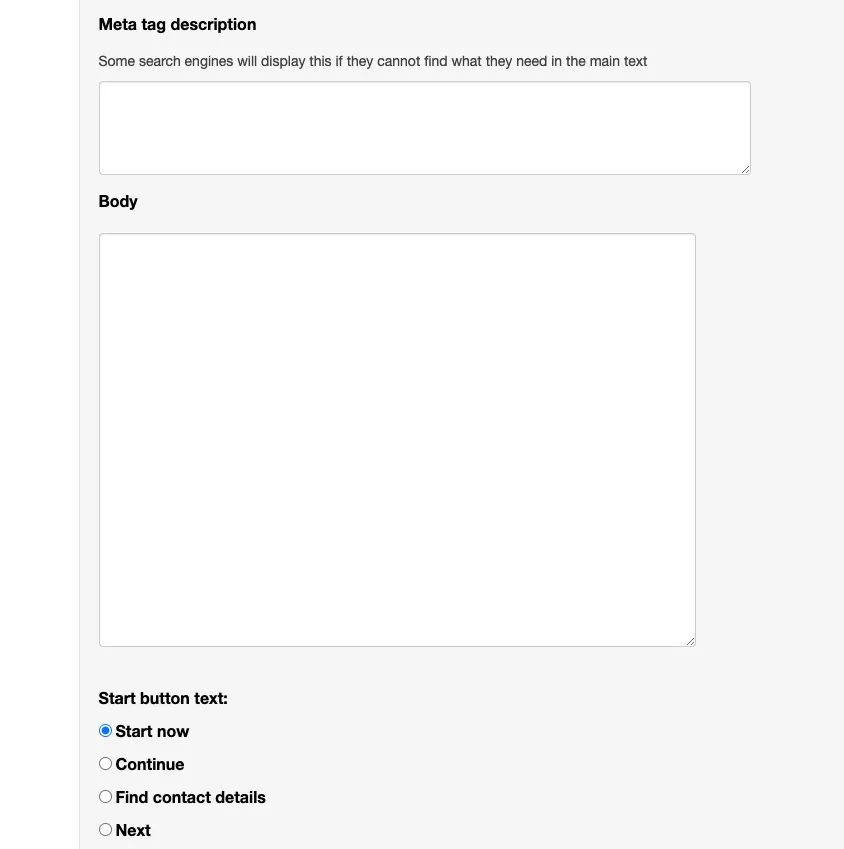 Meta tag description
Some search engines will display this if they cannot find what they need in the main text
Body
Start button text:
Start now
Continue
Find contact details
Next